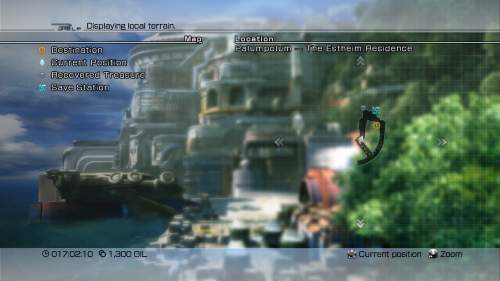 Displaying local terrain.
Map
Location
Palumpolum – The Estheim Residence
Destination
Current Position
Recovered Treasure
Save Station
017:02:10
1,300 GIL
Current position
Zoom